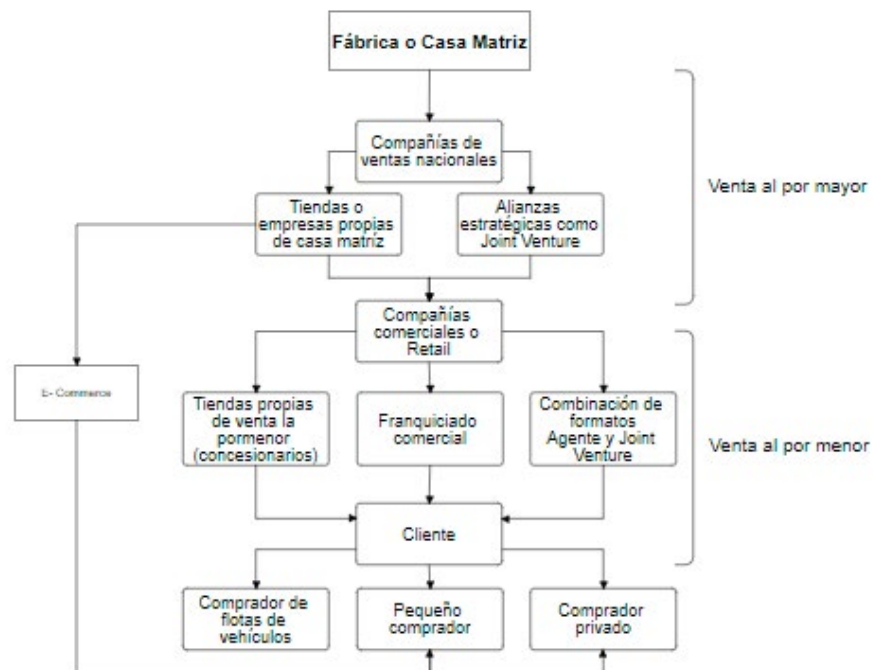 Fábrica o Casa Matriz
Compañías de
ventas nacionales
Venta al por mayor
Tiendas o
empresas propias
de casa matríz
Alianzas
estratégicas como
Joint Venture
Compañías
comerciales o
Retail
E- Commerce
Tiendas propias
de venta la
pormenor
(concesionarios)
Franquiciado
comercial
Combinación de
formatos
Agente y Joint
Venture
Venta al por menor
Cliente
Comprador de
flotas de
vehículos
Pequeño
comprador
Comprador
privado